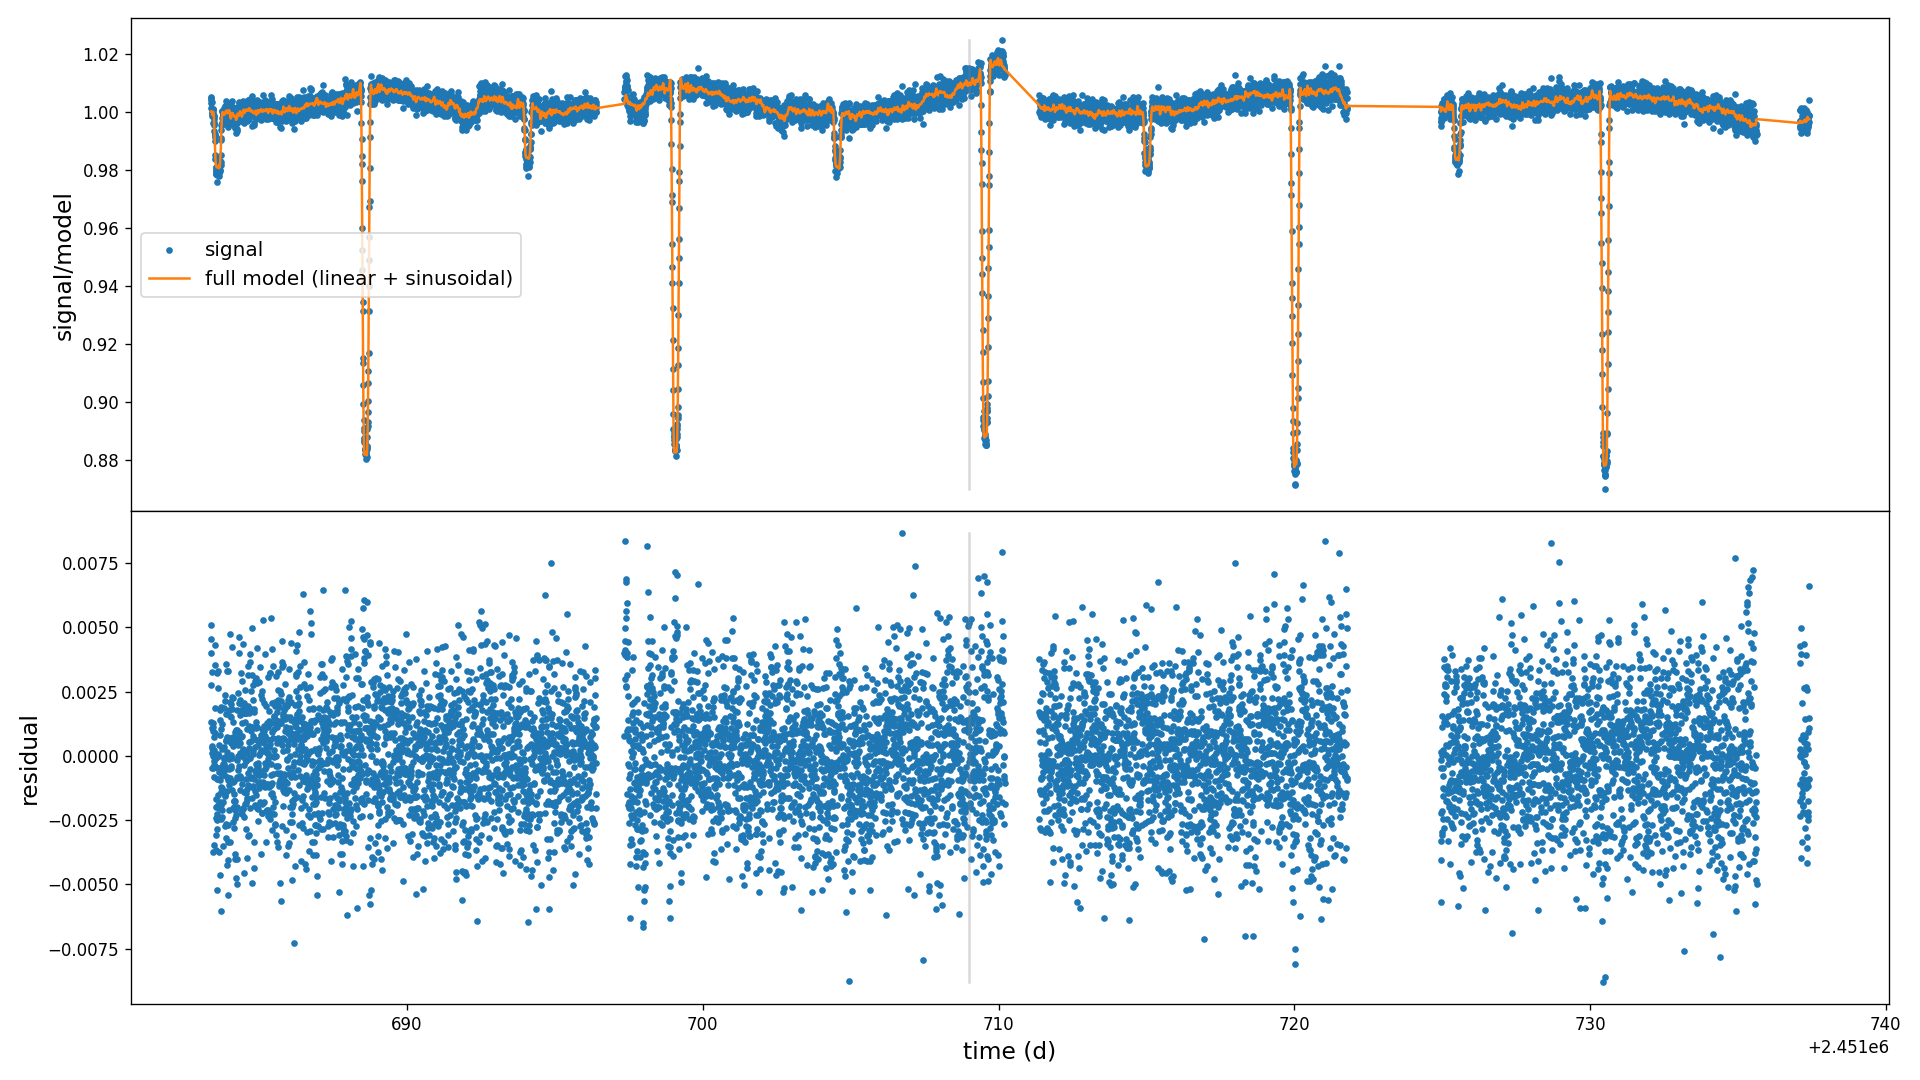 1.02
1.00
0.98
0.96
0.94
0.92
0.90
0.88
signal/model
signal
full model (linear + sinusoidal)
0.0075
0.0050
0.0025
0.0000
−0.0025
−0.0050
−0.0075
residual
690 700 710 720 730 740
time (d)
+2.451e6